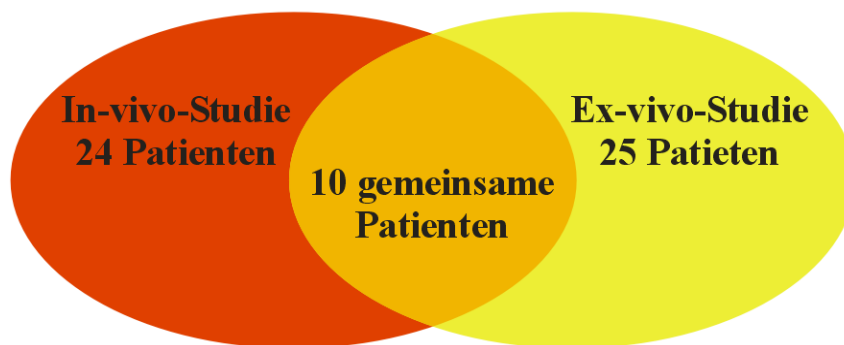 In-vivo-Studie
24 Patienten
Ex-vivo-Studie
25 Patieten
10 gemeinsame
Patienten